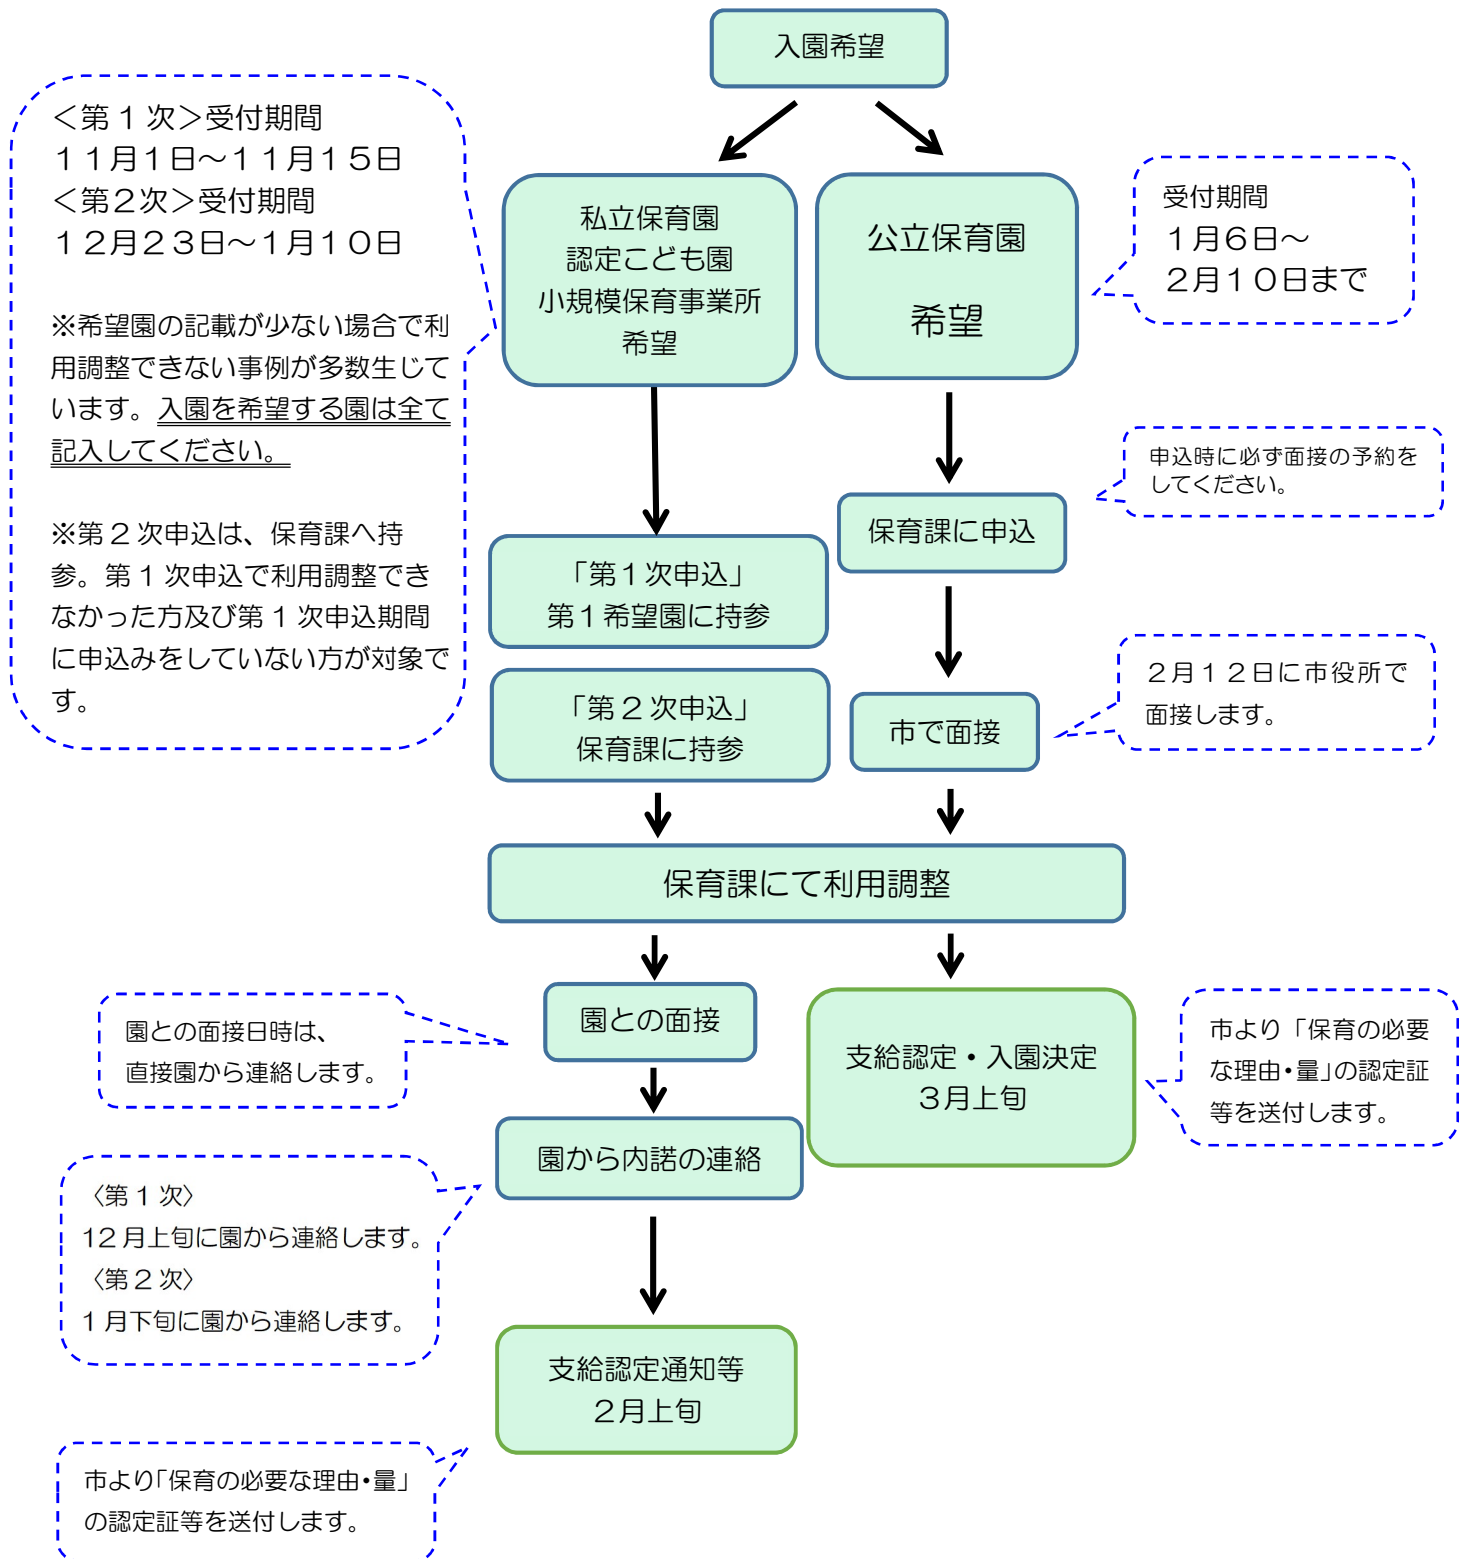 入園希望
＜第1次＞受付期間
１１月１日～１１月１５日
＜第２次＞受付期間
１２月２３日～１月１０日
※希望園の記載が少ない場合で利
用調整できない事例が多数生じて
います。入園を希望する園は全て
記入してください。
※第２次申込は、保育課へ持
参。第１次申込で利用調整でき
なかった方及び第１次申込期間
に申込みをしていない方が対象で
す。
私立保育園
認定こども園
小規模保育事業所
希望
公立保育園
希望
受付期間
１月６日～
２月１０日まで
申込時に必ず面接の予約を
してください。
保育課に申込
「第１次申込」
第１希望園に持参
「第２次申込」
保育課に持参
市で面接
２月１２日に市役所で
面接します。
保育課にて利用調整
園との面接日時は、
直接園から連絡します。
園との面接
支給認定・入園決定
３月上旬
市より「保育の必要
な理由・量」の認定証
等を送付します。
園から内諾の連絡
〈第１次〉
12月上旬に園から連絡します。
〈第２次〉
1月下旬に園から連絡します。
支給認定通知等
２月上旬
市より「保育の必要な理由・量」
の認定証等を送付します。